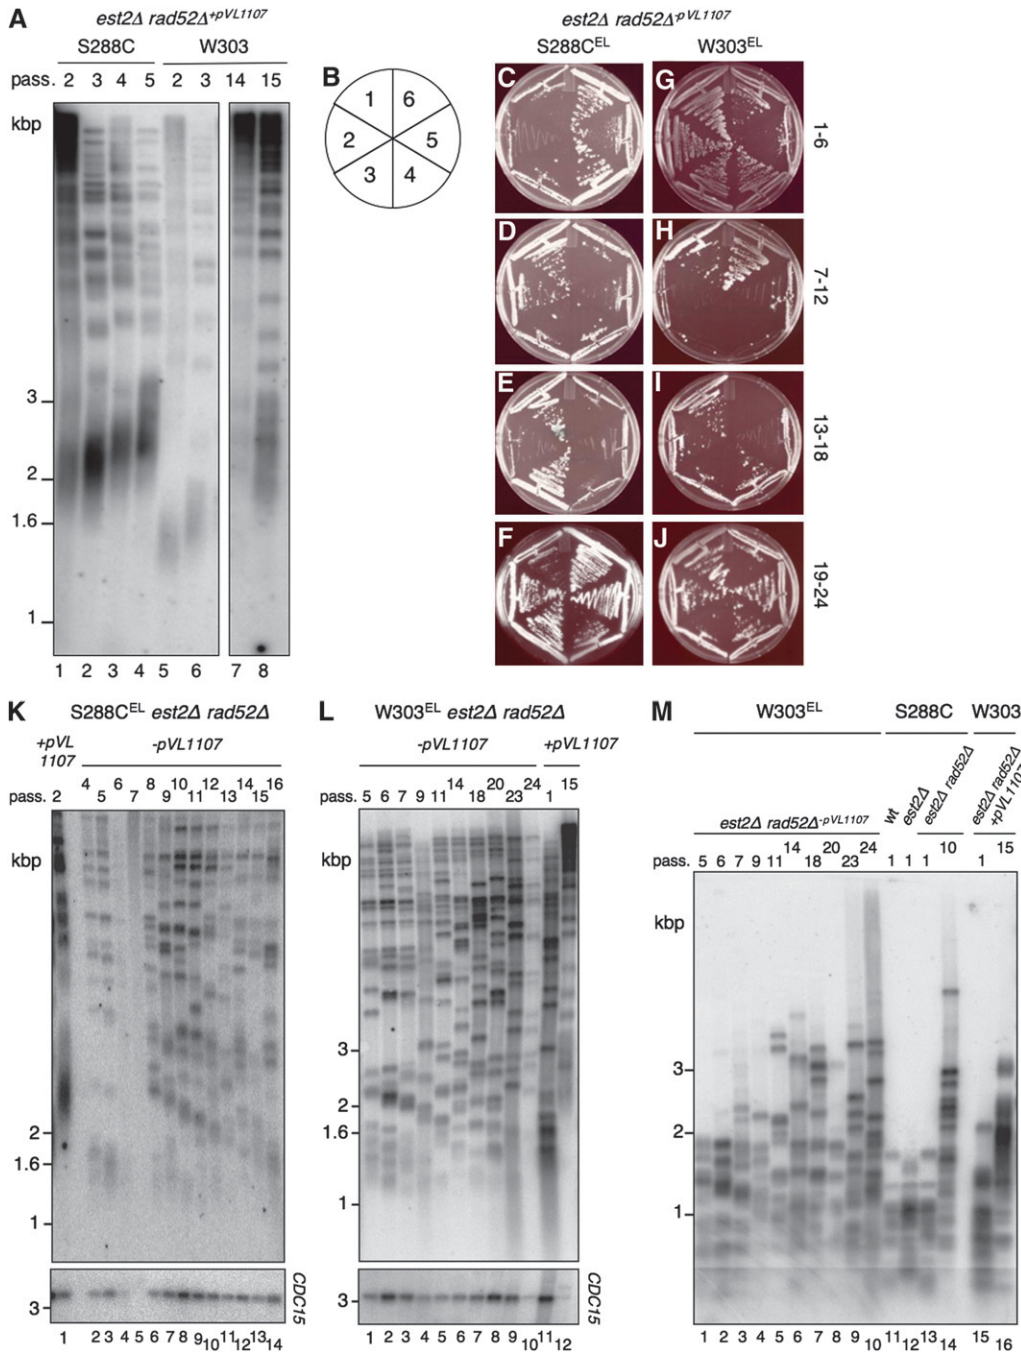 A
est2Δ rad52Δ+pVL1107
S288C W303
pass. 2 3 4 5 2 3 14 15
kbp
3
2
1.6
1
1 2 3 4 5 6 7 8
B
1 6
2 5
3 4
est2Δ rad52Δ-pVL1107
S288CEL W303EL
C G 1-6
D H 7-12
E I 13-18
F J 19-24
K S288CEL est2Δ rad52Δ
+pVL 1107 -pVL1107
pass. 2 4 5 6 7 8 9 10 11 12 13 14 15 16
kbp
2
1.6
1
3
CDC15
1 2 3 4 5 6 7 8 9 10 11 12 13 14
L W303EL est2Δ rad52Δ
-pVL1107 +pVL1107
pass. 5 6 7 9 11 14 18 20 23 24 1 15
kbp
3
2
1.6
1
3
CDC15
1 2 3 4 5 6 7 8 9 10 11 12
M W303EL S288C W303
est2Δ rad52Δ-pVL1107 wt est2Δ est2Δ rad52Δ est2Δ rad52Δ +pVL1107
pass. 5 6 7 9 11 14 18 20 23 24 1 1 1 10 1 15
kbp
3
2
1
1 2 3 4 5 6 7 8 9 10 11 12 13 14 15 16